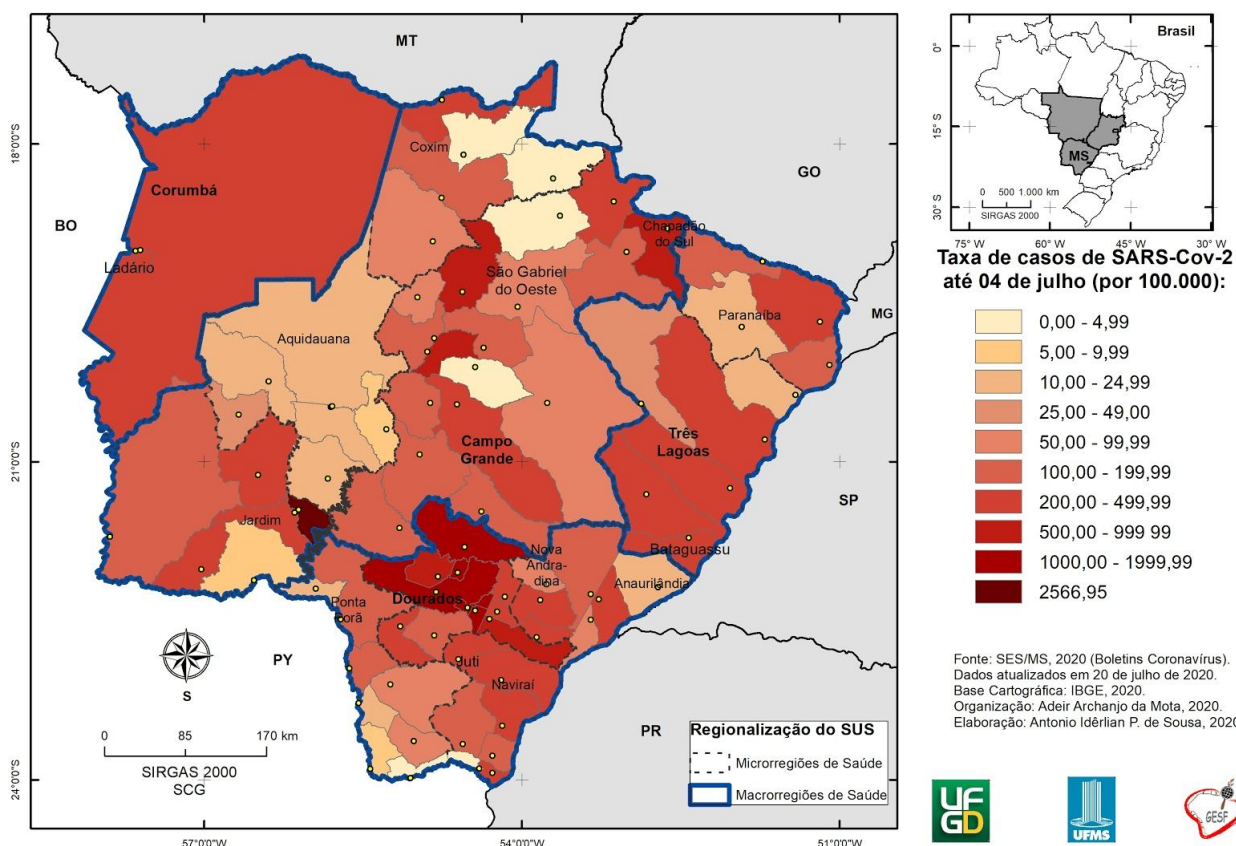 MT
Brasil
0°
15°S
30°S
MS
0 500 1.000 km
SIRGAS 2000
75°W 60°W 45°W 30°W
18°0'0"S
21°0'0"S
24°0'0"S
Coxim
GO
Corumbá
BO
Ladário
Chapadão
do Sul
São Gabriel
do Oeste
MG
Paranaíba
Aquidauana
Três
Lagoas
Campo
Grande
SP
Jardim
Bataguassu
Nova
Andra-
dina
Anaurilândia
Dourados
Ponta
Porã
PY
Juti
Naviraí
PR
S
0 85 170 km
SIRGAS 2000
SCG
57°0'0"W 54°0'0"W 51°0'0"W
Regionalização do SUS
Microrregiões de Saúde
Macrorregiões de Saúde
Taxa de casos de SARS-Cov-2
até 04 de julho (por 100.000):
0,00 - 4,99
5,00 - 9,99
10,00 - 24,99
25,00 - 49,00
50,00 - 99,99
100,00 - 199,99
200,00 - 499,99
500,00 - 999 99
1000,00 - 1999,99
2566,95
Fonte: SES/MS, 2020 (Boletins Coronavírus).
Dados atualizados em 20 de julho de 2020.
Base Cartográfica: IBGE, 2020.
Organização: Adeir Archanjo da Mota, 2020.
Elaboração: Antonio Idêrlian P. de Sousa, 2020
UF
GD
UFMS
GESF